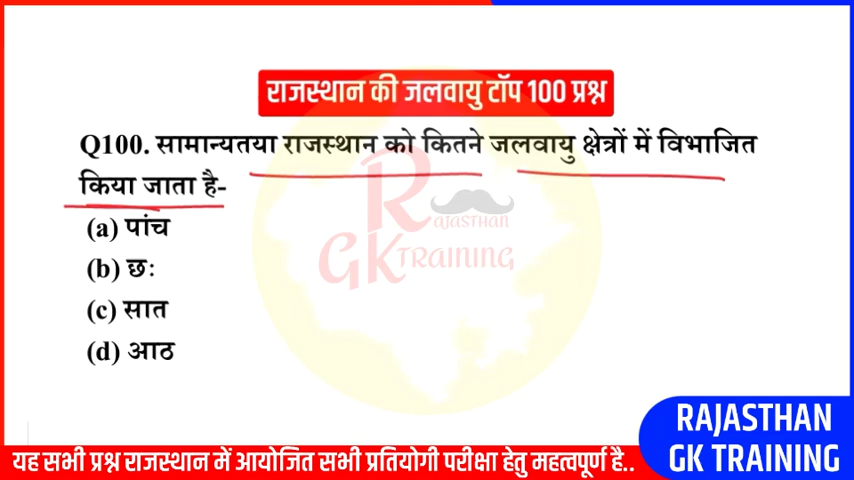 राजस्थान की जलवायु टॉप 100 प्रश्न
Q100. सामान्यतया राजस्थान को कितने जलवायु क्षेत्रों में विभाजित
किया जाता है-
(a) पांच
(b) छः
(c) सात
(d) आठ
RAJASTHAN
GK TRAINING
RAJASTHAN
GK TRAINING
यह सभी प्रश्न राजस्थान में आयोजित सभी प्रतियोगी परीक्षा हेतु महत्वपूर्ण है..